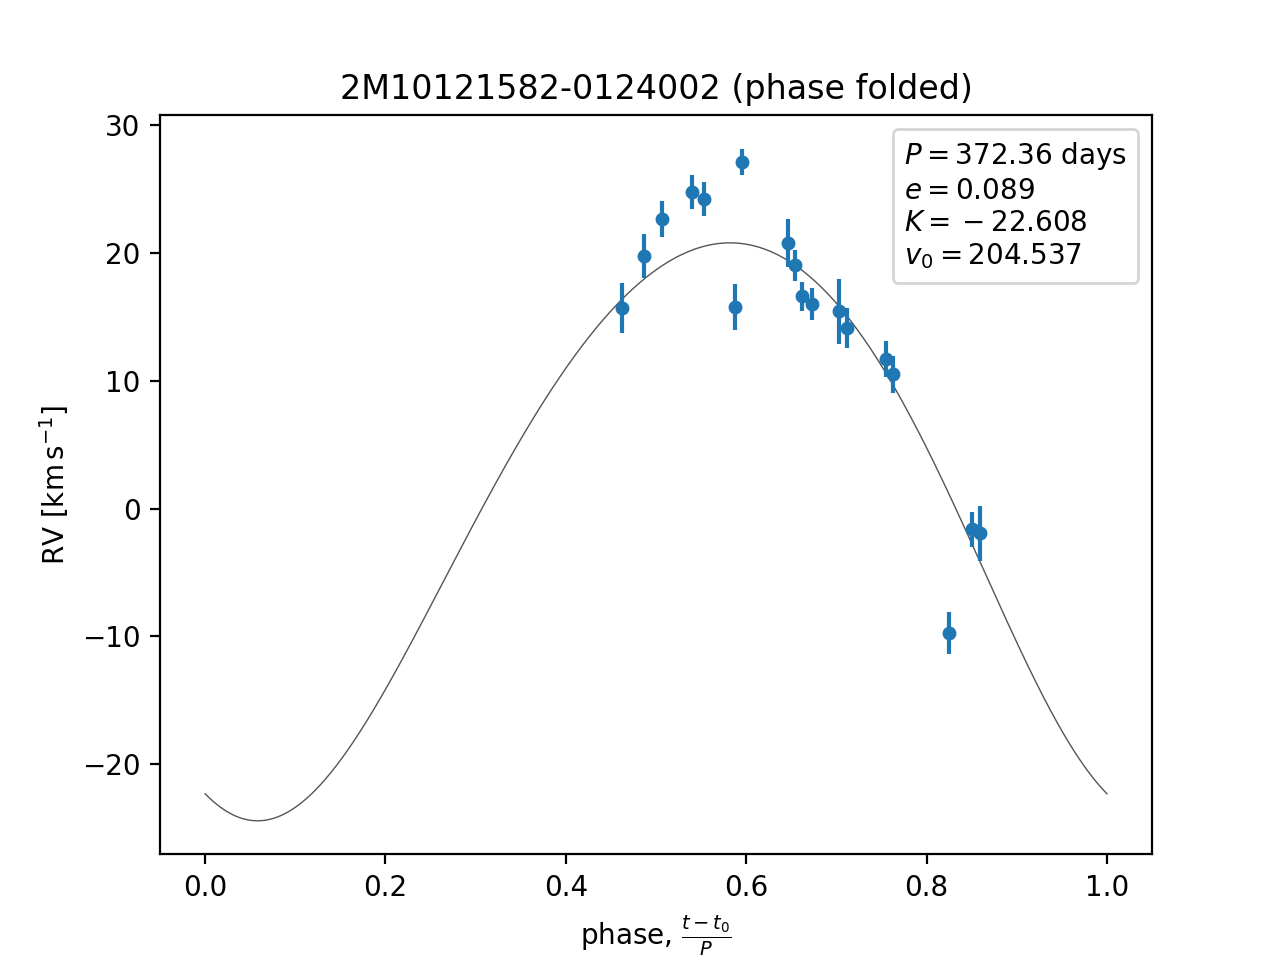 2M10121582-0124002 (phase folded)
P = 372.36 days
e = 0.089
K = −22.608
v₀ = 204.537
30
20
10
0
−10
−20
RV [km s⁻¹]
0.0 0.2 0.4 0.6 0.8 1.0
phase, (t − t₀)/P